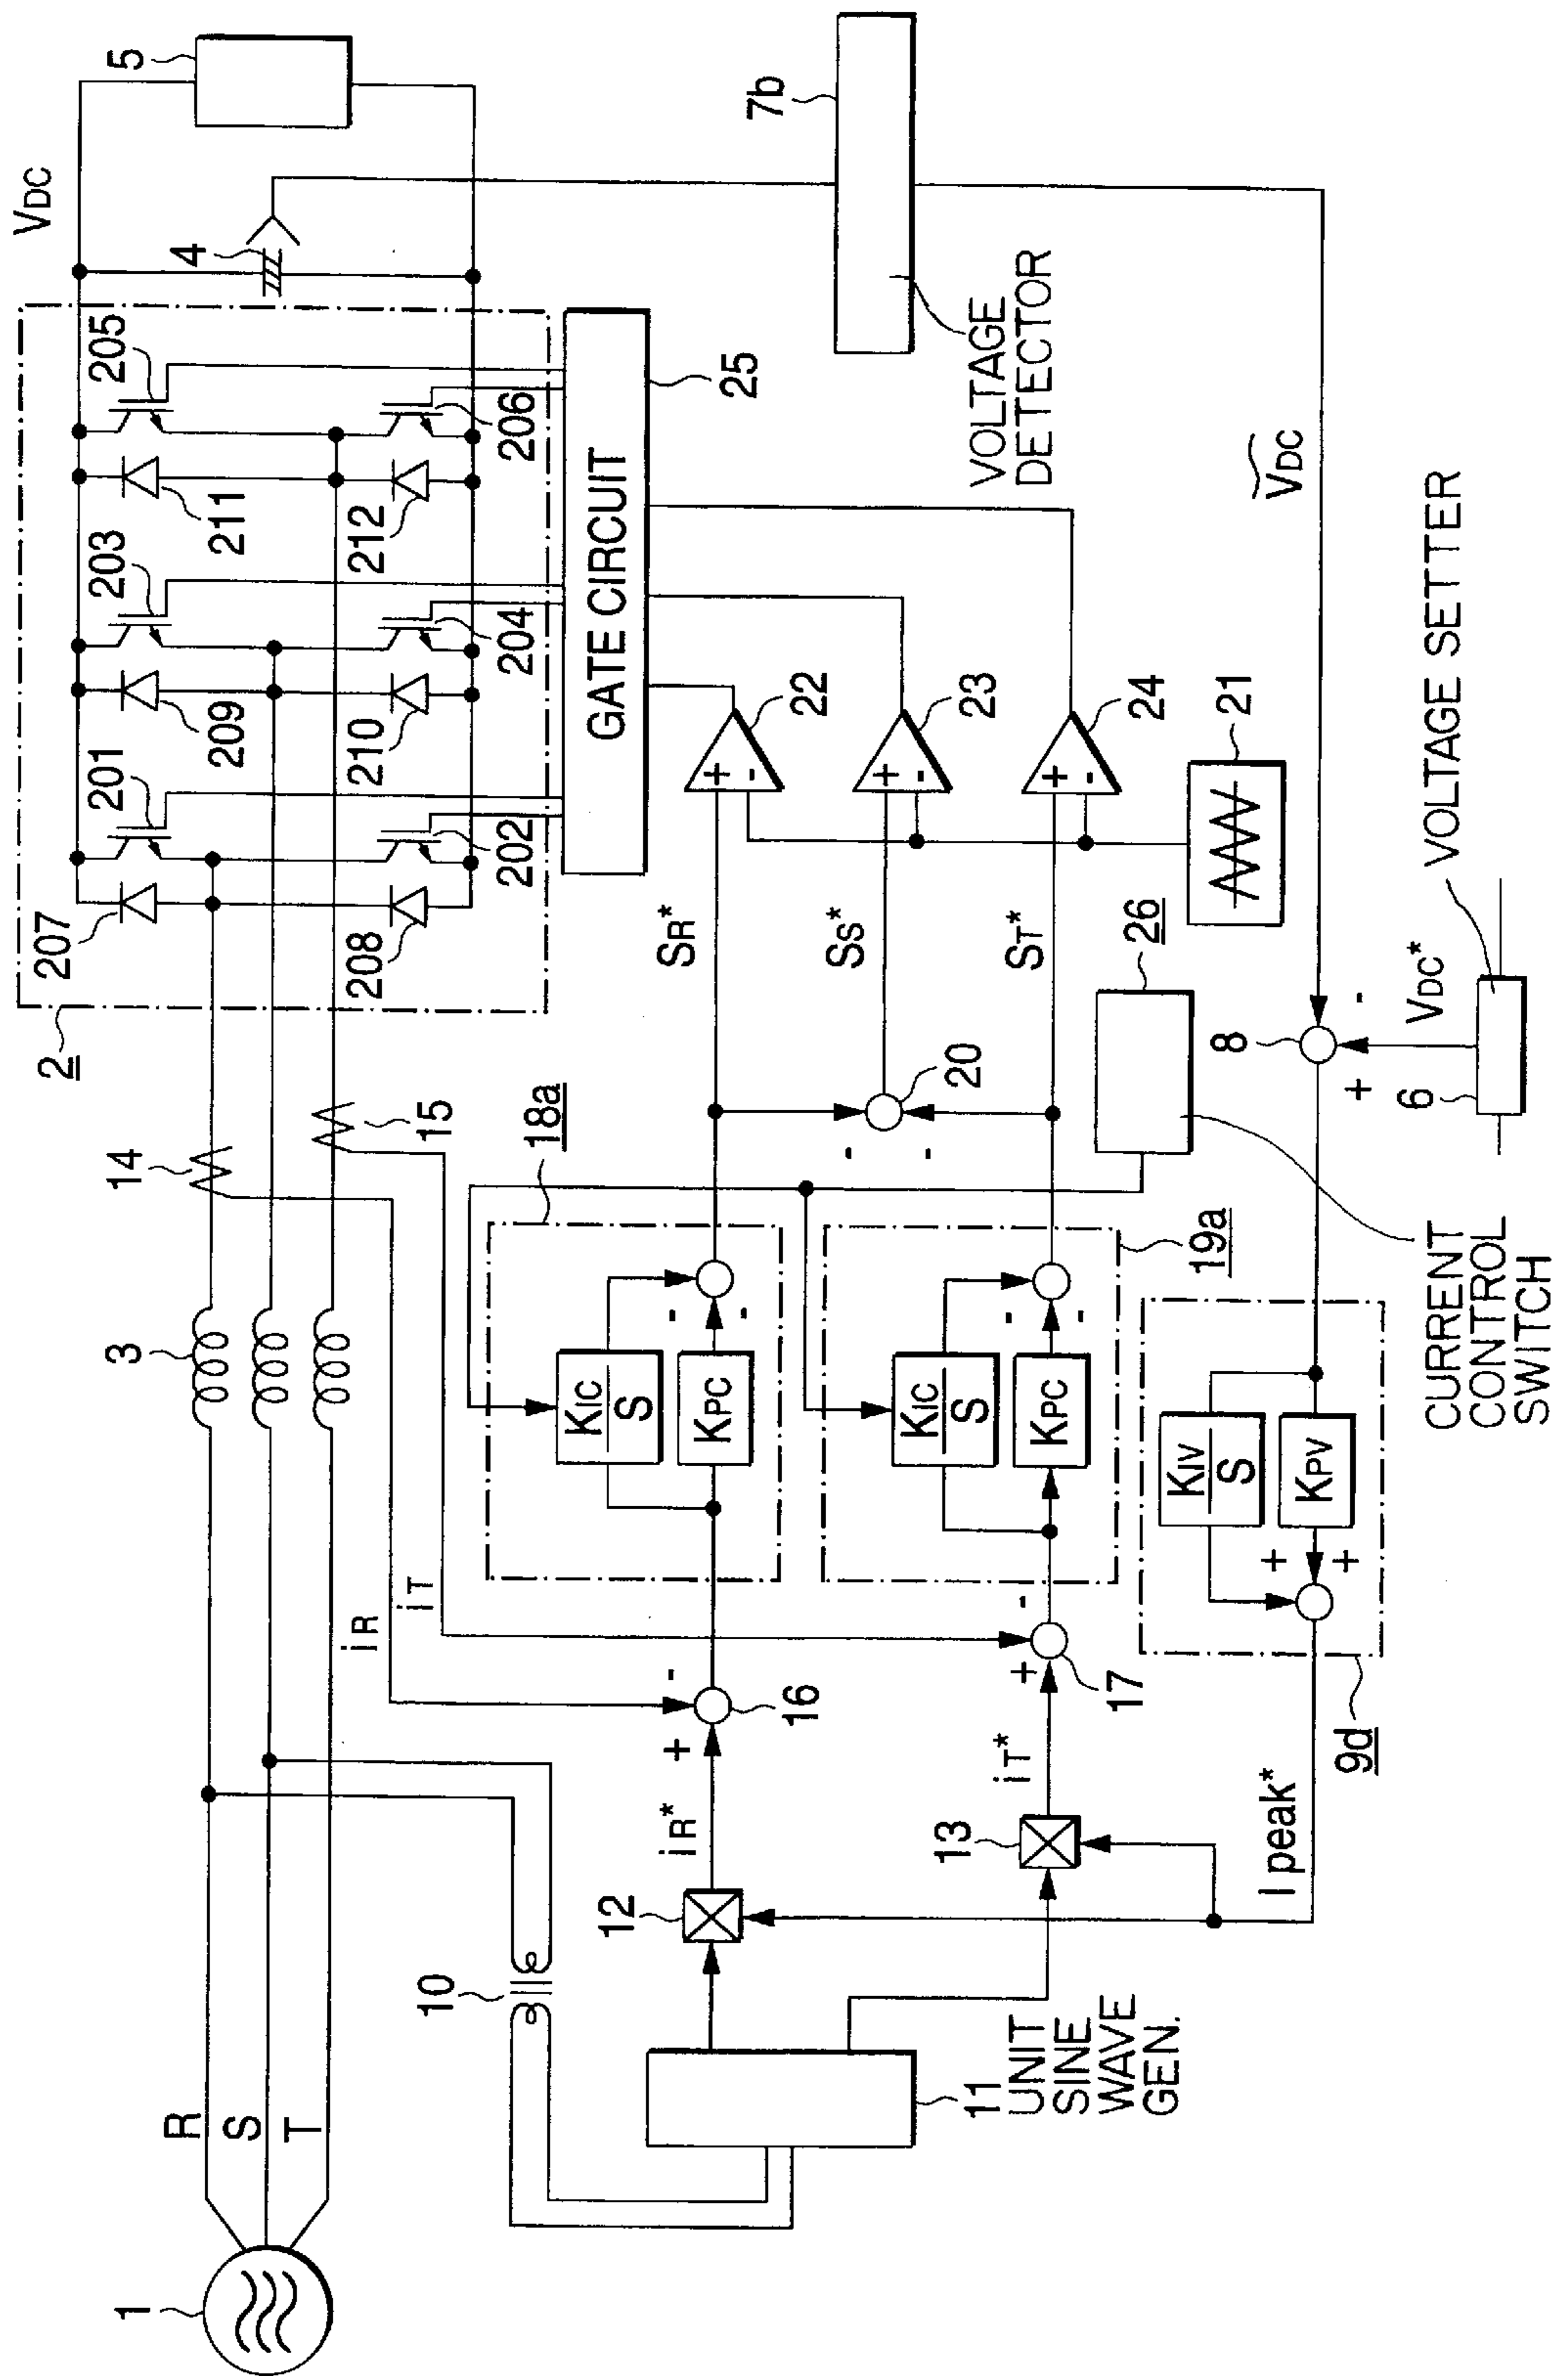 1
R
S
T
3
14
15
iR
iT
2
207
208
201
202
209
210
203
204
211
212
205
206
VDC
4
5
GATE CIRCUIT
25
10
11
UNIT
SINE
WAVE
GEN.
12
iR*
+
-
16
13
iT*
+
-
17
18a
KIC
S
KPC
-
-
19a
KIC
S
KPC
-
-
SR*
SS*
ST*
20
-
-
+
-
22
+
-
23
+
-
24
21
26
CURRENT
CONTROL
SWITCH
7b
VOLTAGE
DETECTOR
ṼDC
8
+
-
VDC*
6
VOLTAGE SETTER
KIV
S
KPV
+
+
9d
I peak*